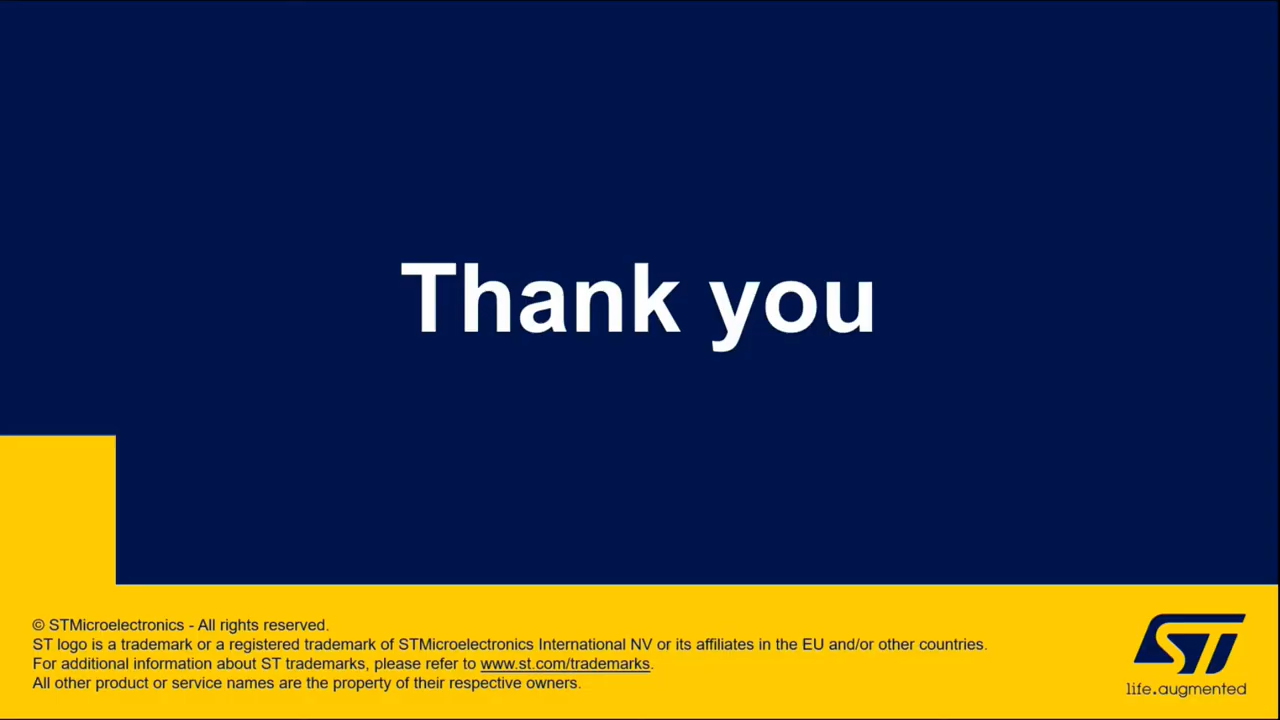 Thank you
© STMicroelectronics - All rights reserved.
ST logo is a trademark or a registered trademark of STMicroelectronics International NV or its affiliates in the EU and/or other countries.
For additional information about ST trademarks, please refer to www.st.com/trademarks.
All other product or service names are the property of their respective owners.
ST
life.augmented